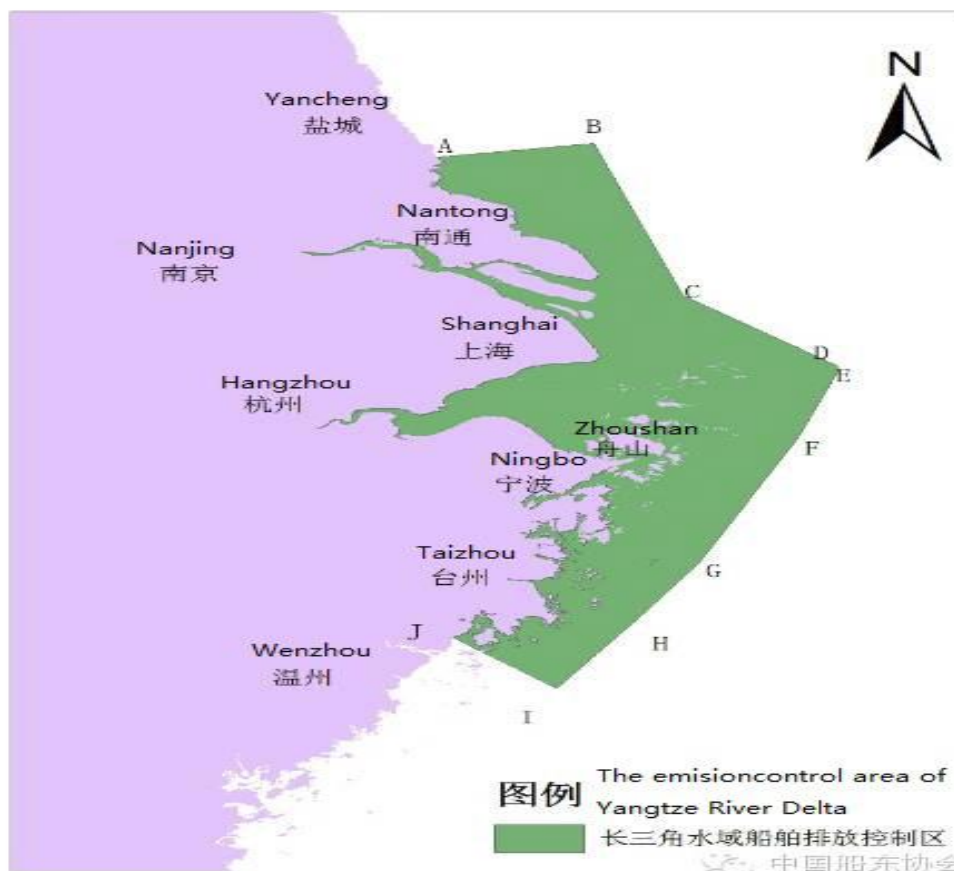 N
Yancheng
盐城
A
B
Nantong
南通
Nanjing
南京
C
Shanghai
上海
D
E
Hangzhou
杭州
Zhoushan
舟山
F
Ningbo
宁波
Taizhou
台州
G
J
H
Wenzhou
温州
I
图例
The emisioncontrol area of
Yangtze River Delta
长三角水域船舶排放控制区
中国船东协会